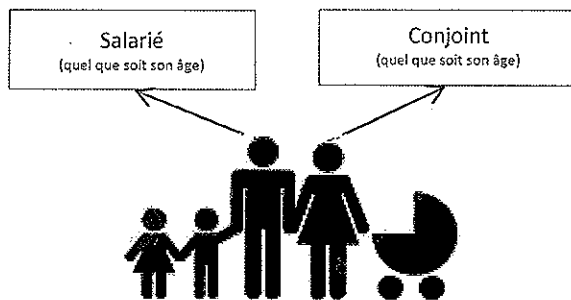 Salarié
(quel que soit son âge)
Conjoint
(quel que soit son âge)